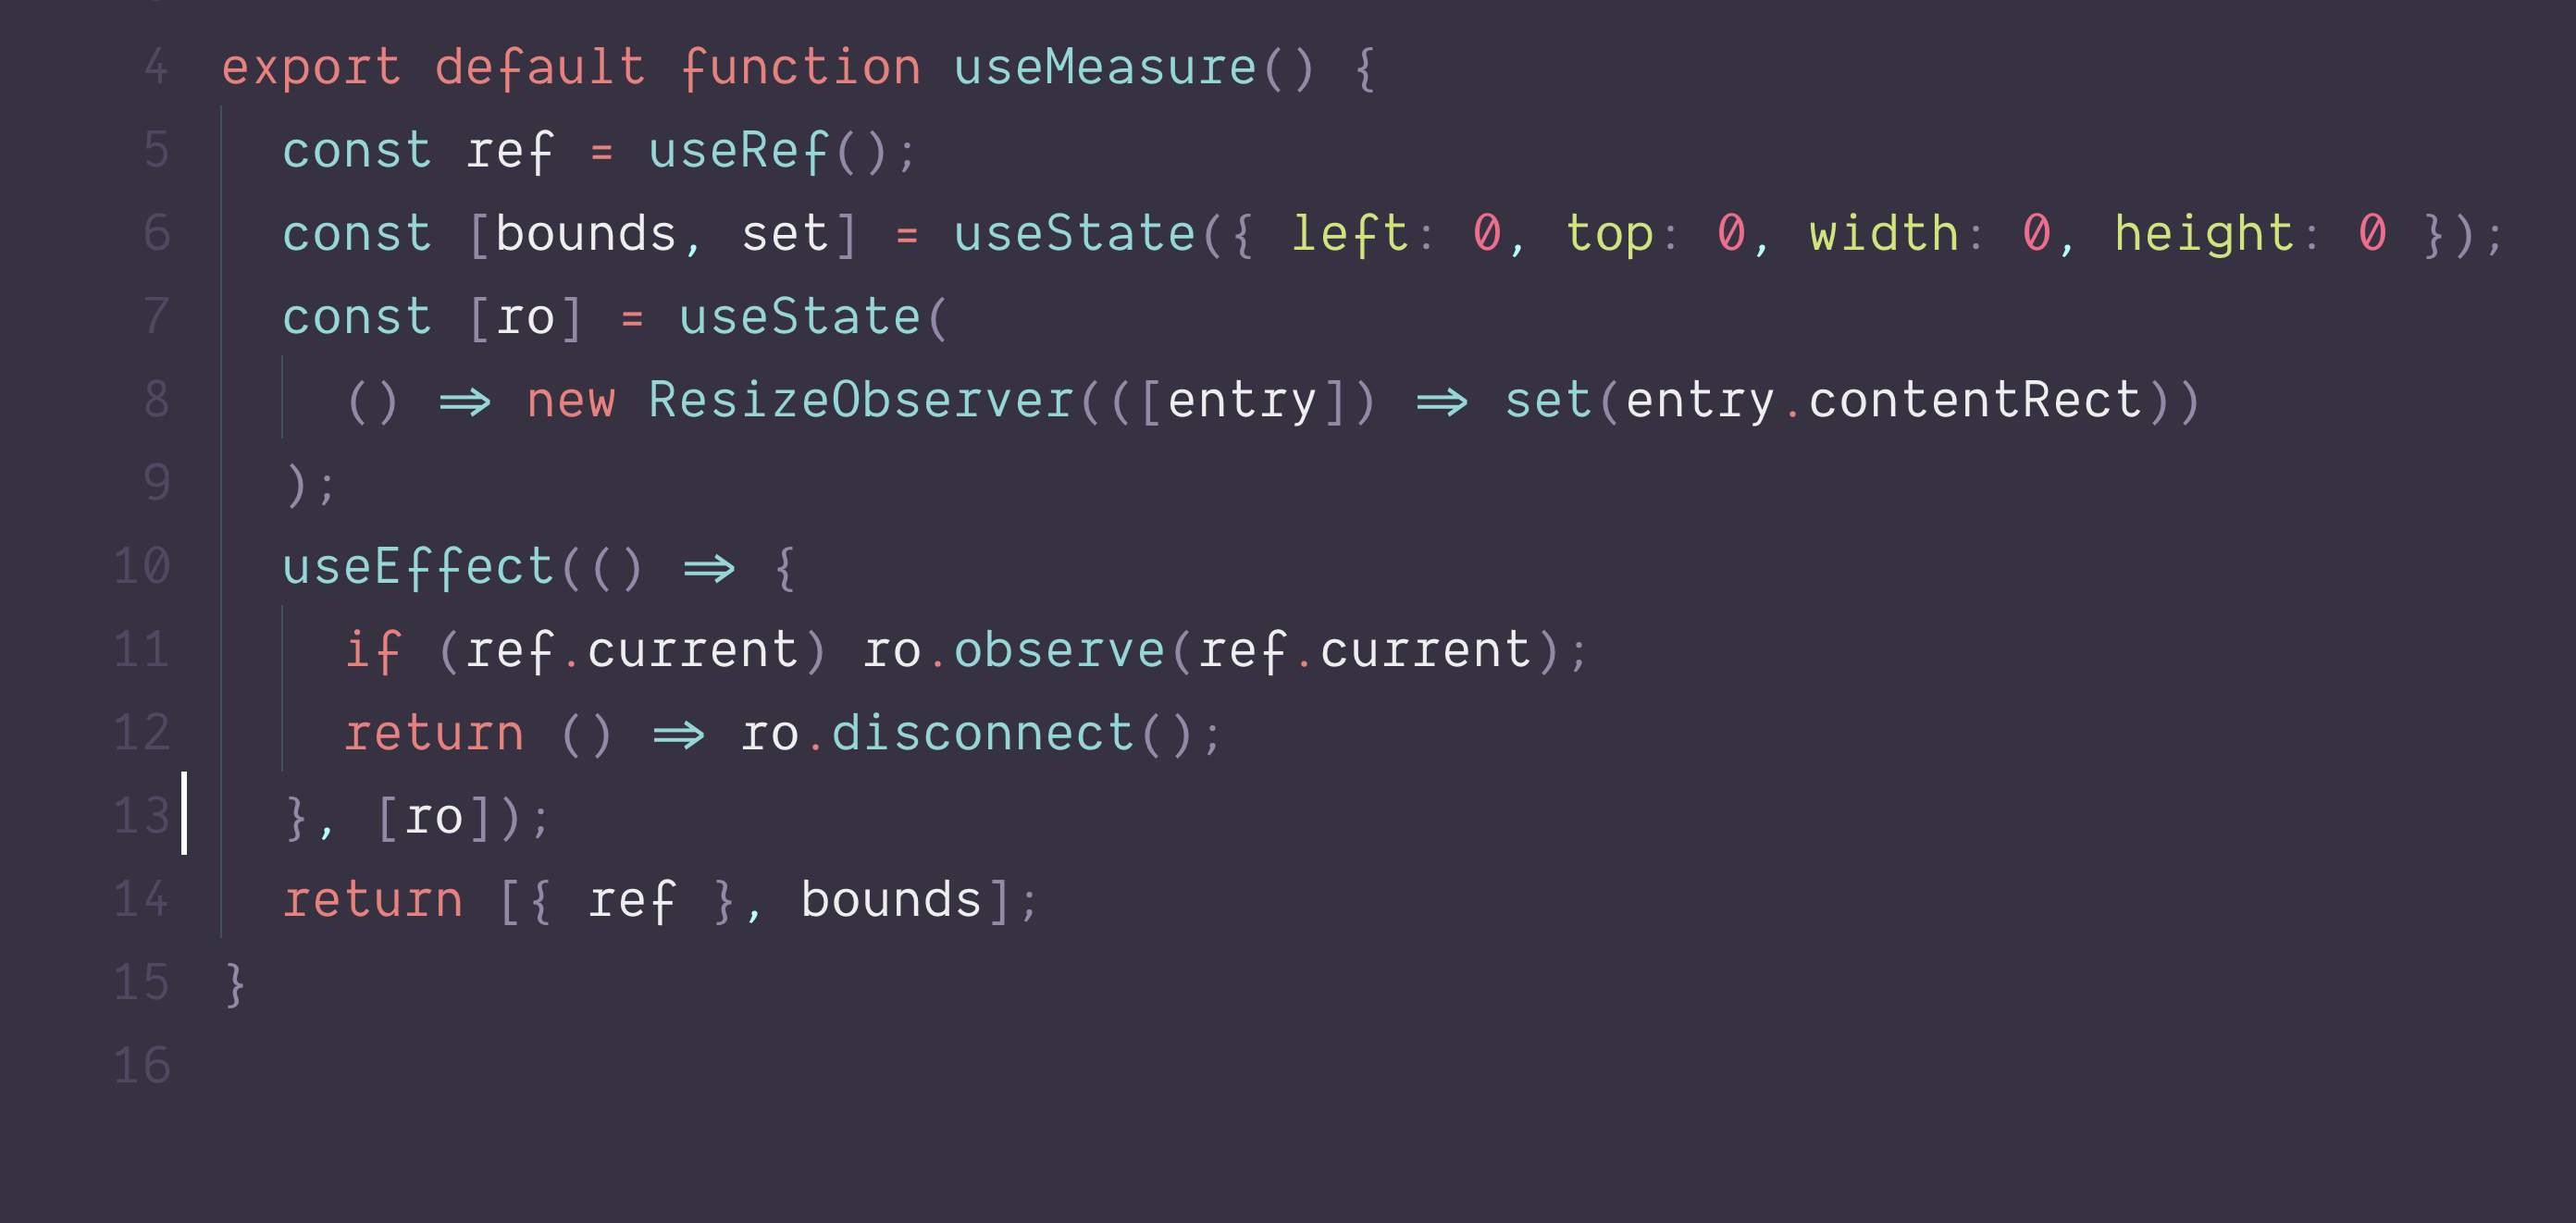 4 export default function useMeasure() {
5 const ref = useRef();
6 const [bounds, set] = useState({ left: 0, top: 0, width: 0, height: 0 });
7 const [ro] = useState(
8 () => new ResizeObserver(([entry]) => set(entry.contentRect))
9 );
10 useEffect(() => {
11 if (ref.current) ro.observe(ref.current);
12 return () => ro.disconnect();
13 }, [ro]);
14 return [{ ref }, bounds];
15 }
16